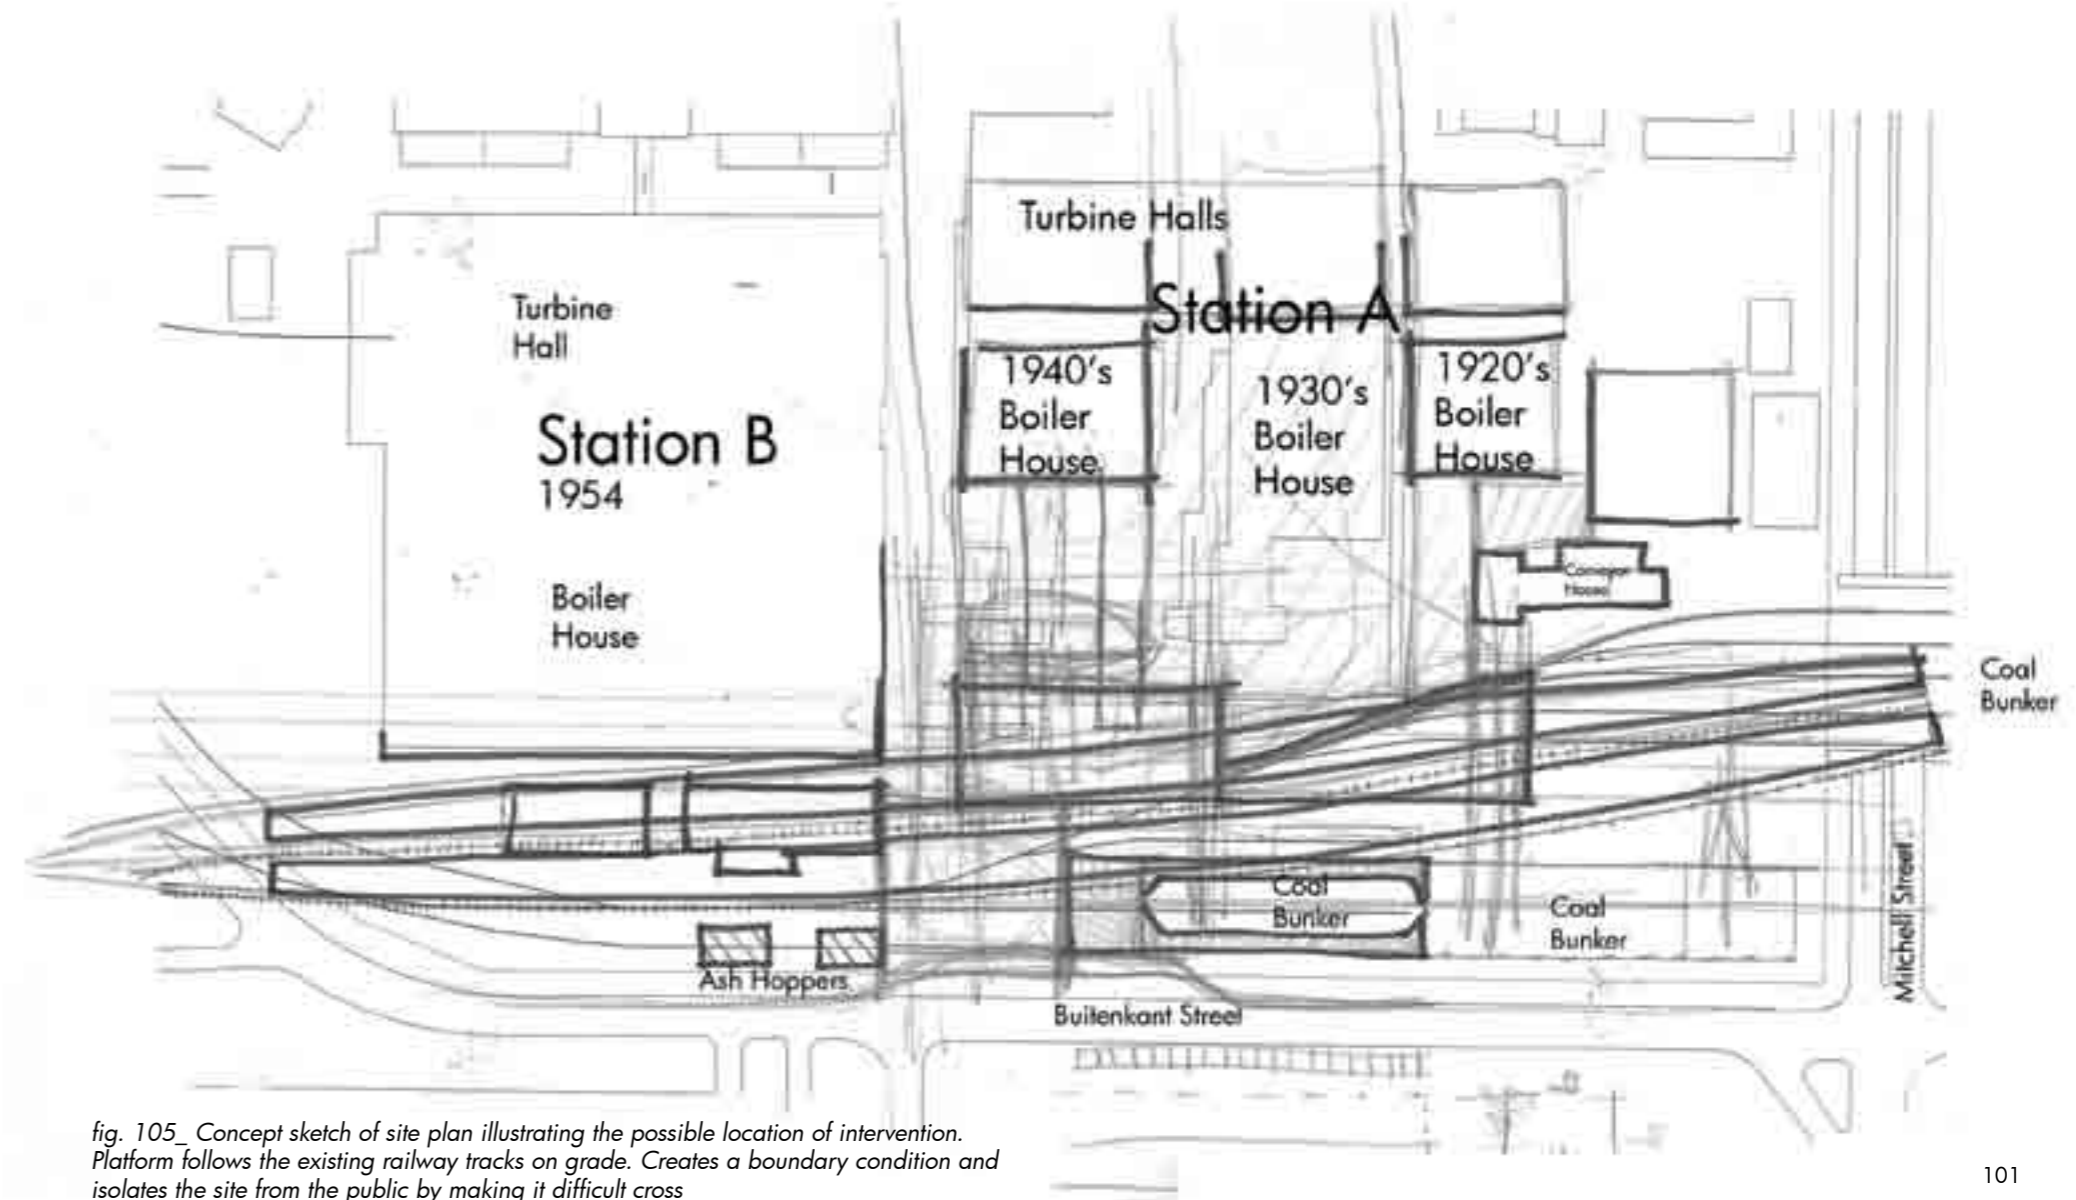 Turbine Halls
Station A
Turbine
Hall
Station B
1954
Boiler
House
1940's
Boiler
House
1930's
Boiler
House
1920's
Boiler
House
Conveyor
House
Coal
Bunker
Coal
Bunker
Coal
Bunker
Mitchell Street
Ash Hoppers
Buitenkant Street
fig. 105_ Concept sketch of site plan illustrating the possible location of intervention.
Platform follows the existing railway tracks on grade. Creates a boundary condition and
isolates the site from the public by making it difficult cross
101